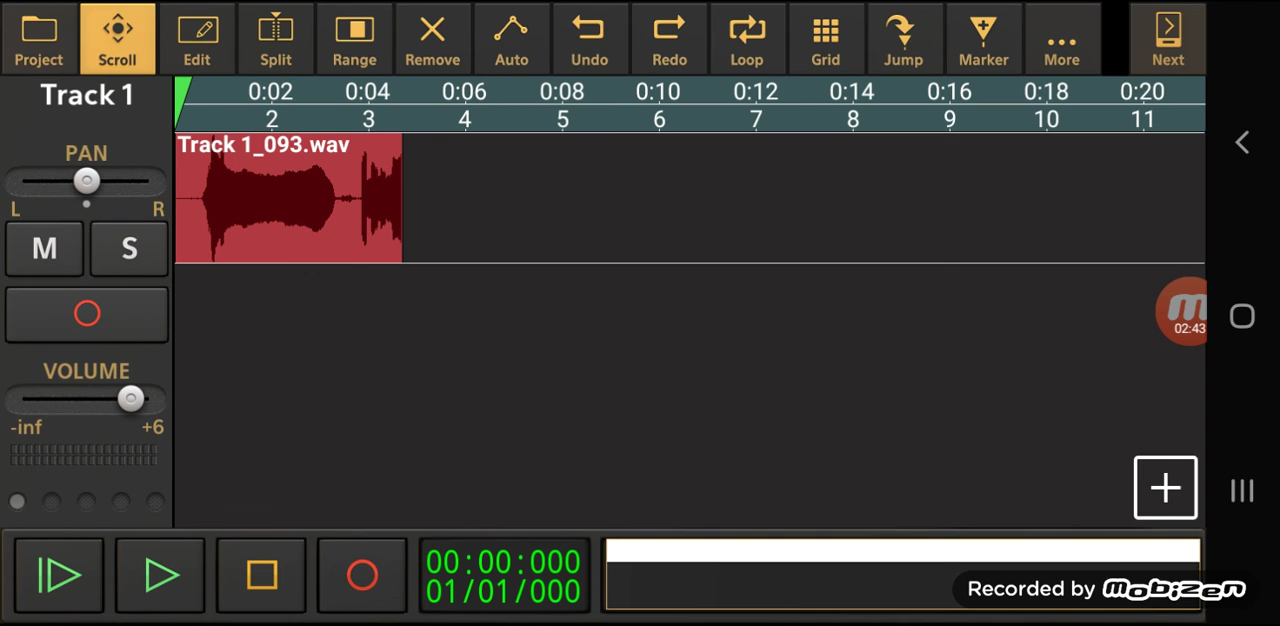 Project Scroll Edit Split Range Remove Auto Undo Redo Loop Grid Jump Marker More Next
Track 1
0:02 0:04 0:06 0:08 0:10 0:12 0:14 0:16 0:18 0:20
2 3 4 5 6 7 8 9 10 11
Track 1_093.wav
PAN
L R
M S
02:43
VOLUME
-inf +6
00:00:000
01/01/000
Recorded by MOBIZEN